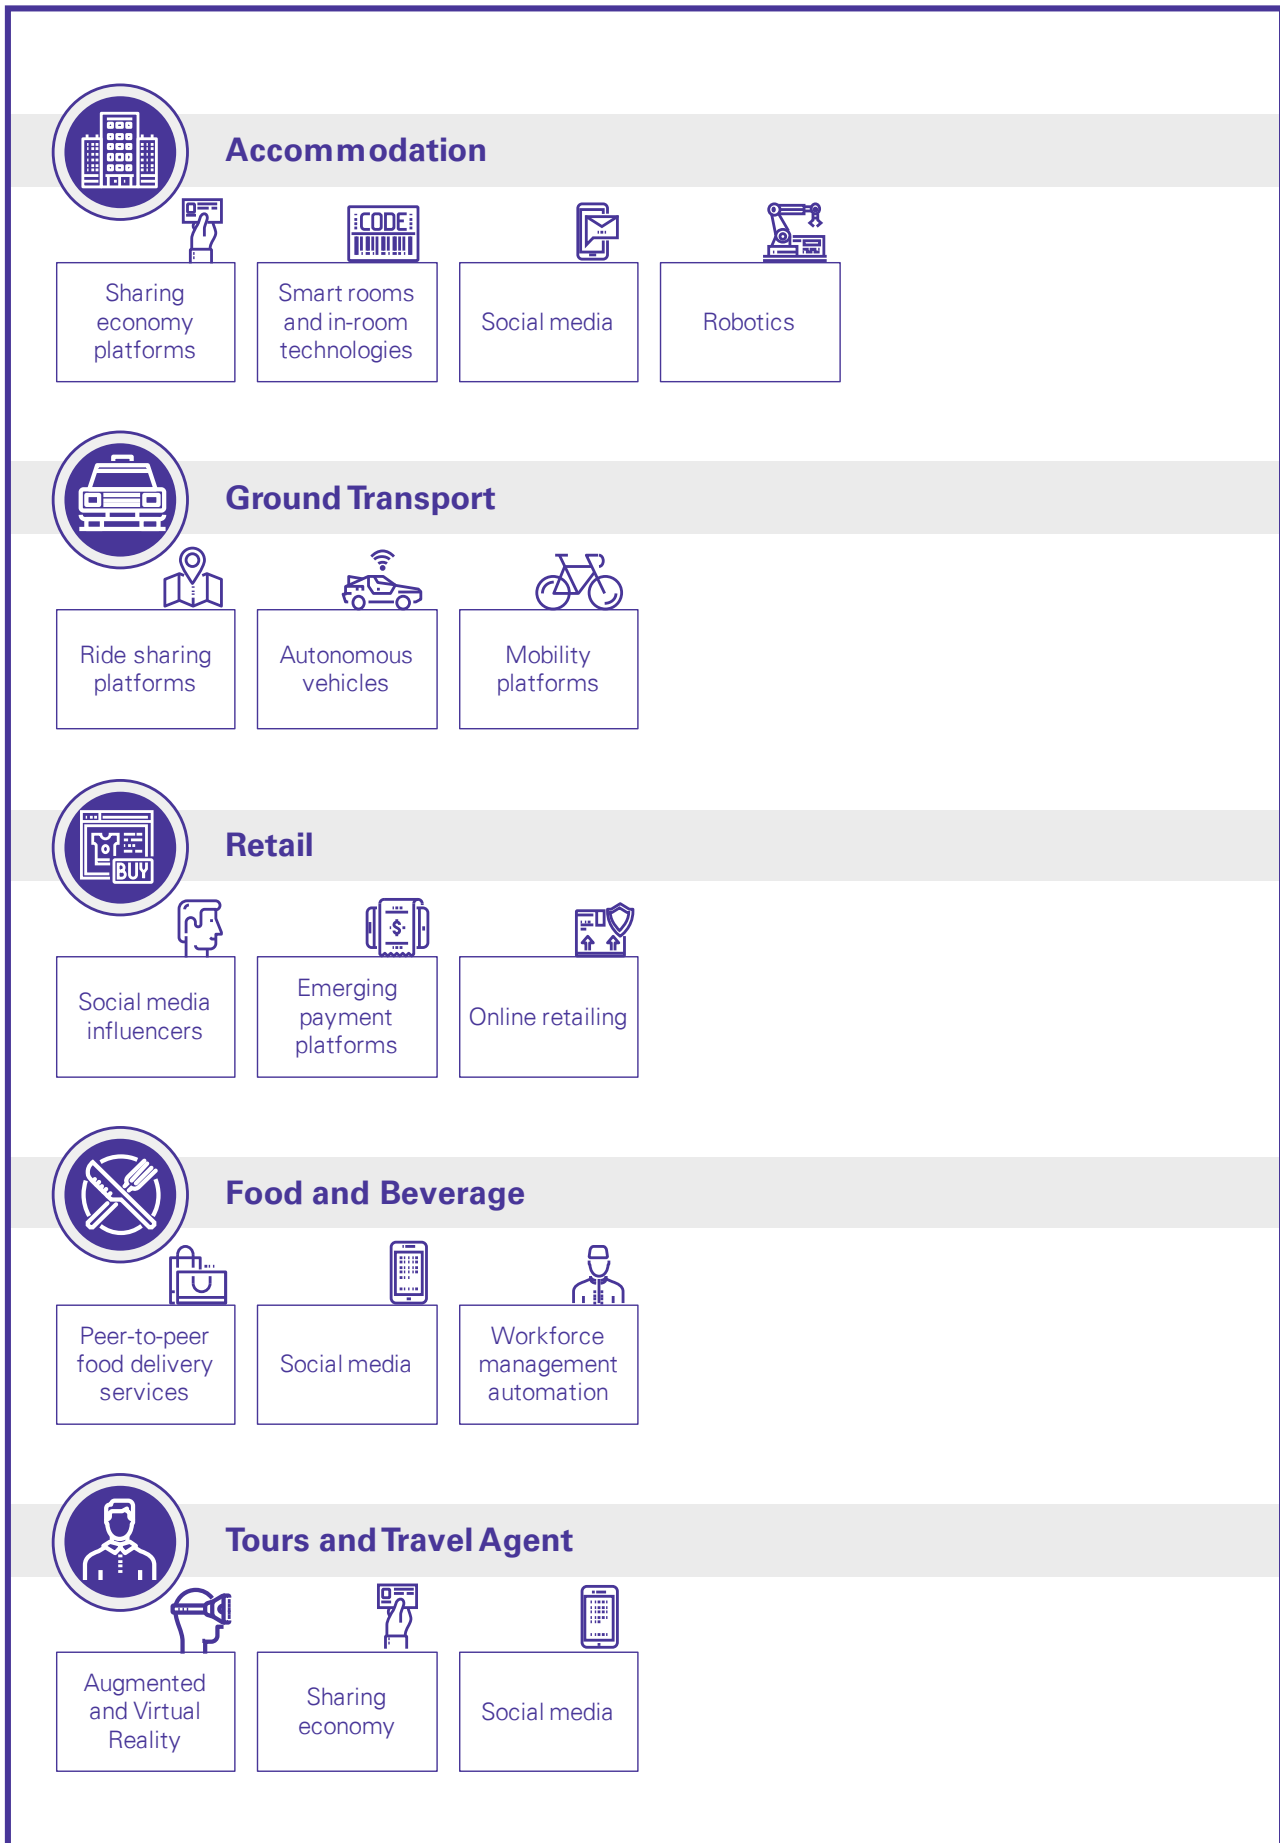 Accommodation
CODE
Sharing
economy
platforms
Smart rooms
and in-room
technologies
Social media
Robotics
Ground Transport
Ride sharing
platforms
Autonomous
vehicles
Mobility
platforms
Retail
BUY
$
Social media
influencers
Emerging
payment
platforms
Online retailing
Food and Beverage
Peer-to-peer
food delivery
services
Social media
Workforce
management
automation
Tours and Travel Agent
Augmented
and Virtual
Reality
Sharing
economy
Social media